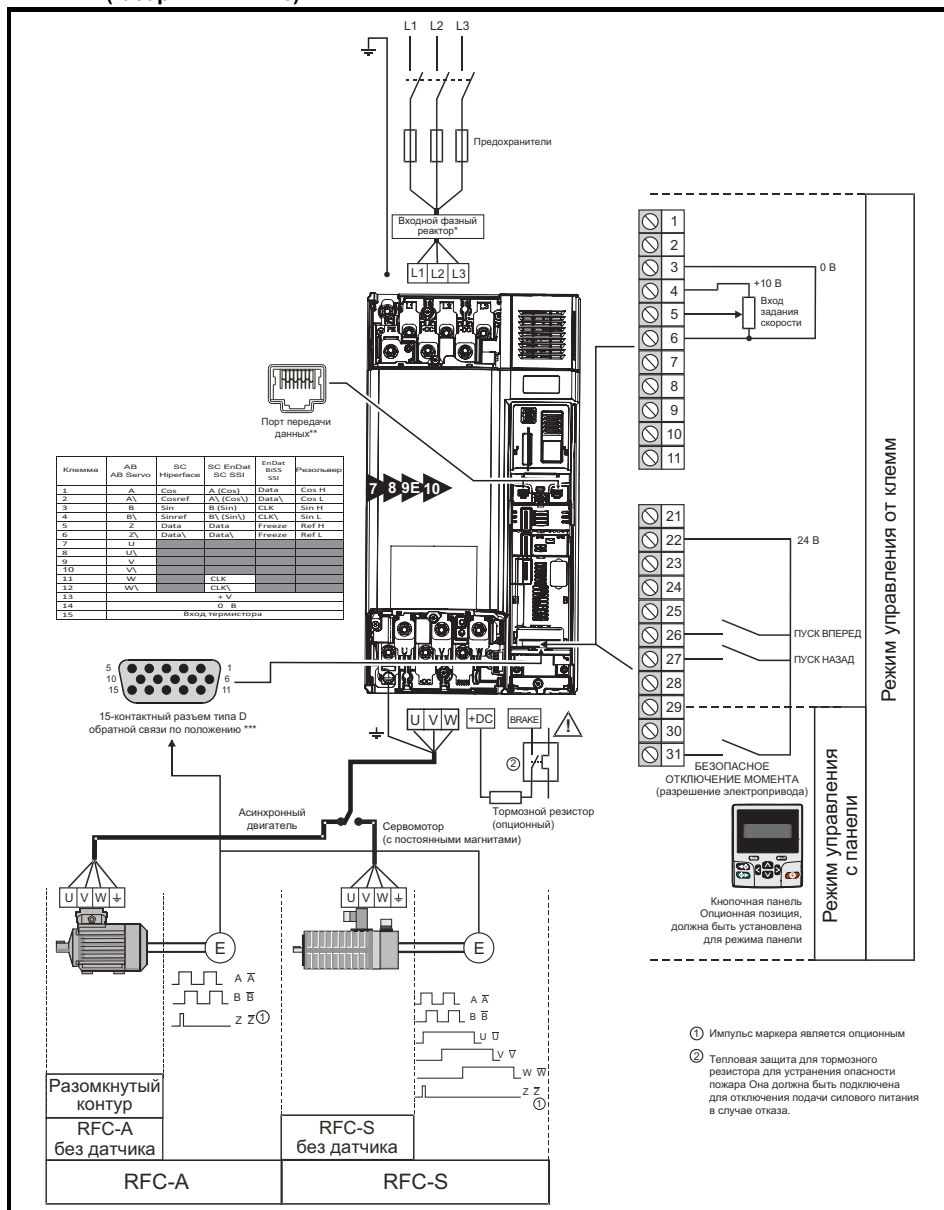 L1 L2 L3
Предохранители
Входной фазный
реактор*
L1 L2 L3
Порт передачи
данных**
7 8 9E 10
Клемма | AB AB Servo | SC Hiperface | SC EnDat SC SSI | EnDat BiSS SSI | Резольвер
1 A Cos A (Cos) Data Cos H
2 A\ Cosref A\ (Cos\) Data\ Cos L
3 B Sin B (Sin) CLK Sin H
4 B\ Sinref B\ (Sin\) CLK\ Sin L
5 Z Data Data Freeze Ref H
6 Z\ Data\ Data\ Freeze Ref L
7 U
8 U\
9 V
10 V\
11 W CLK
12 W\ CLK\
13 + V
14 0 В
15 Вход термистора
5 1
10 6
15 11
15-контактный разъем типа D
обратной связи по положению ***
1
2
3
4
5
6
7
8
9
10
11
0 В
+10 В
Вход
задания
скорости
21
22
23
24
25
26
27
28
29
30
31
24 В
ПУСК ВПЕРЕД
ПУСК НАЗАД
БЕЗОПАСНОЕ
ОТКЛЮЧЕНИЕ МОМЕНТА
(разрешение электропривода)
Режим управления от клемм
Режим управления
с панели
Кнопочная панель
Опционная позиция,
должна быть установлена
для режима панели
U V W
+DC
BRAKE
②
Тормозной резистор
(опционный)
Асинхронный
двигатель
Сервомотор
(с постоянными магнитами)
U V W
U V W
E
E
A A̅
B B̅
Z Z̅ ①
A A̅
B B̅
U U̅
V V̅
W W̅
Z Z̅
①
① Импульс маркера является опционным
② Тепловая защита для тормозного
резистора для устранения опасности
пожара Она должна быть подключена
для отключения подачи силового питания
в случае отказа.
Разомкнутый
контур
RFC-A
без датчика
RFC-S
без датчика
RFC-A
RFC-S